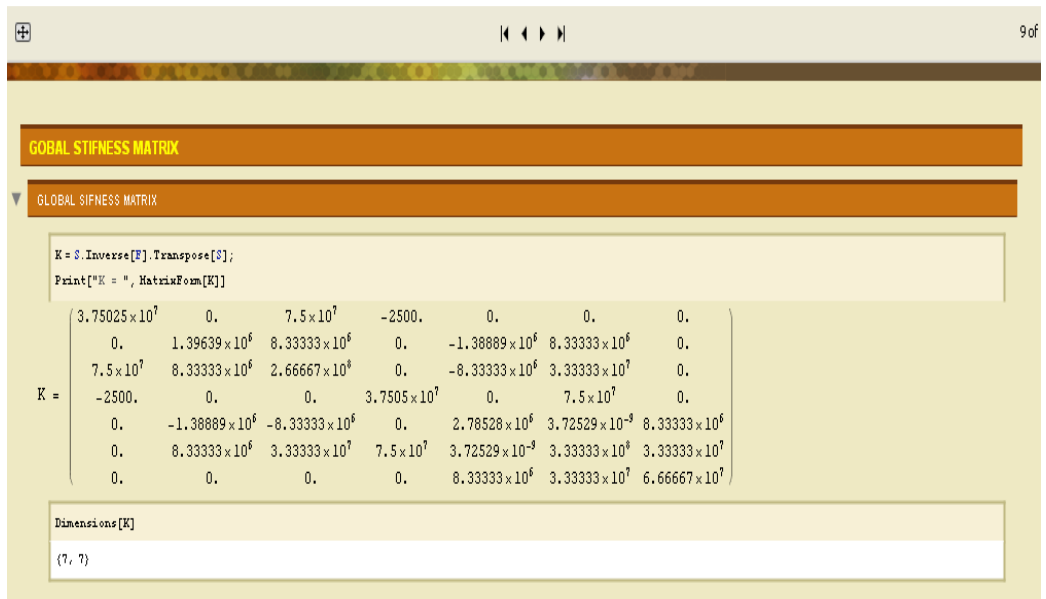 9 of
GOBAL STIFNESS MATRIX
GLOBAL SIFNESS MATRIX
K = S.Inverse[F].Transpose[S];
Print["K = ", MatrixForm[K]]
3.75025×10^7 0. 7.5×10^7 -2500. 0. 0. 0.
0. 1.39639×10^6 8.33333×10^6 0. -1.38889×10^6 8.33333×10^6 0.
7.5×10^7 8.33333×10^6 2.66667×10^8 0. -8.33333×10^6 3.33333×10^7 0.
K = -2500. 0. 0. 3.7505×10^7 0. 7.5×10^7 0.
0. -1.38889×10^6 -8.33333×10^6 0. 2.78528×10^6 3.72529×10^-9 8.33333×10^6
0. 8.33333×10^6 3.33333×10^7 7.5×10^7 3.72529×10^-9 3.33333×10^8 3.33333×10^7
0. 0. 0. 0. 8.33333×10^6 3.33333×10^7 6.66667×10^7
Dimensions[K]
{7, 7}